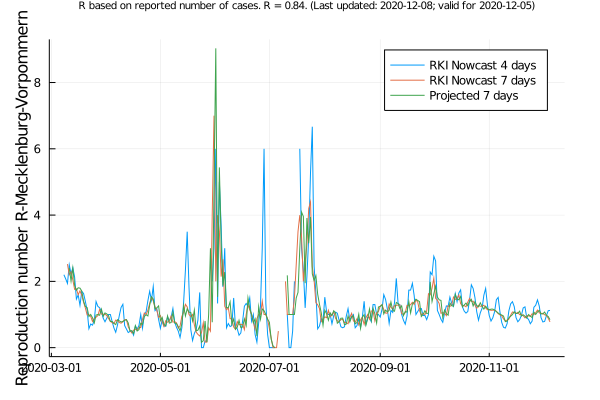 R based on reported number of cases. R = 0.84. (Last updated: 2020-12-08; valid for 2020-12-05)
Reproduction number R-Mecklenburg-Vorpommern
RKI Nowcast 4 days
RKI Nowcast 7 days
Projected 7 days
8
6
4
2
0
2020-03-01 2020-05-01 2020-07-01 2020-09-01 2020-11-01